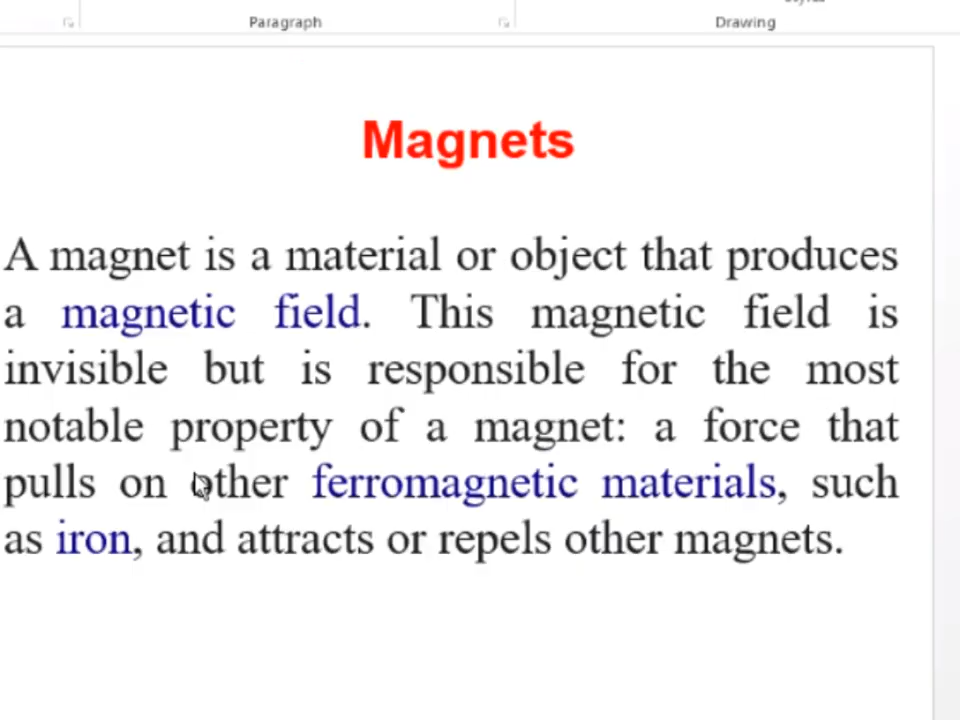 Paragraph
Drawing
Magnets
A magnet is a material or object that produces
a magnetic field. This magnetic field is
invisible but is responsible for the most
notable property of a magnet: a force that
pulls on other ferromagnetic materials, such
as iron, and attracts or repels other magnets.